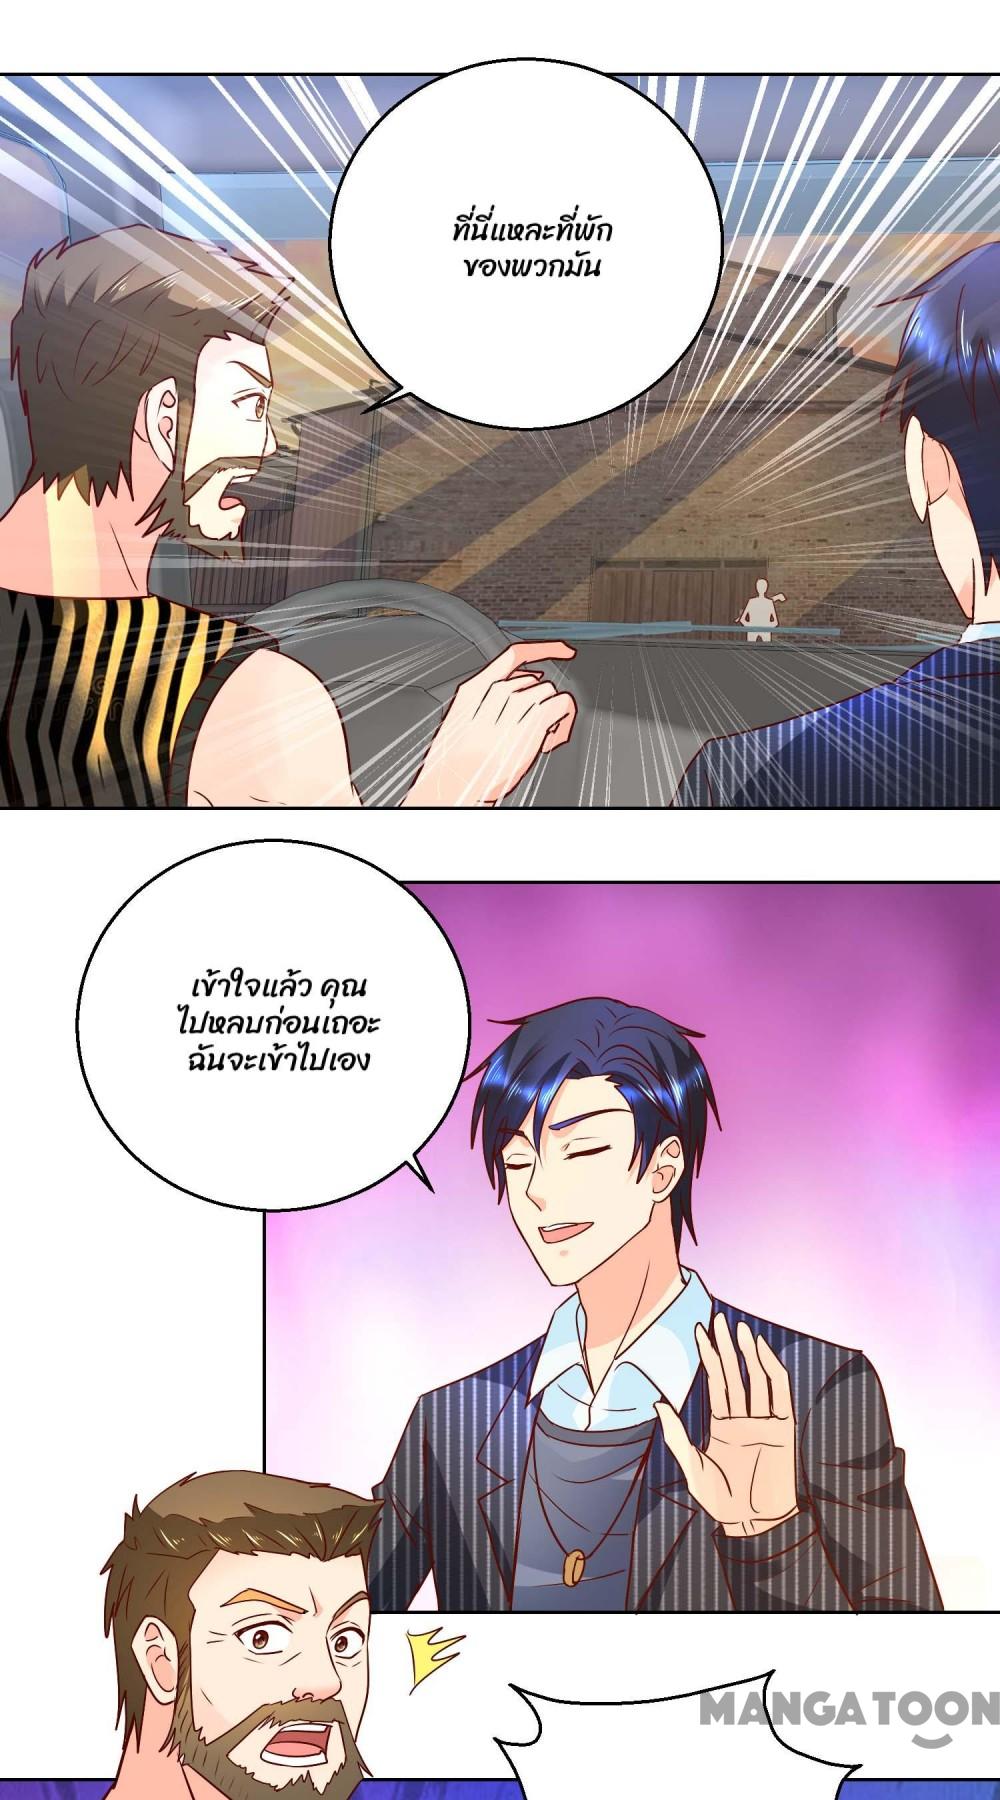 ที่นี่แหละที่พัก
ของพวกมัน
เข้าใจแล้ว คุณ
ไปหลบก่อนเถอะ
ฉันจะเข้าไปเอง
MANGATOON